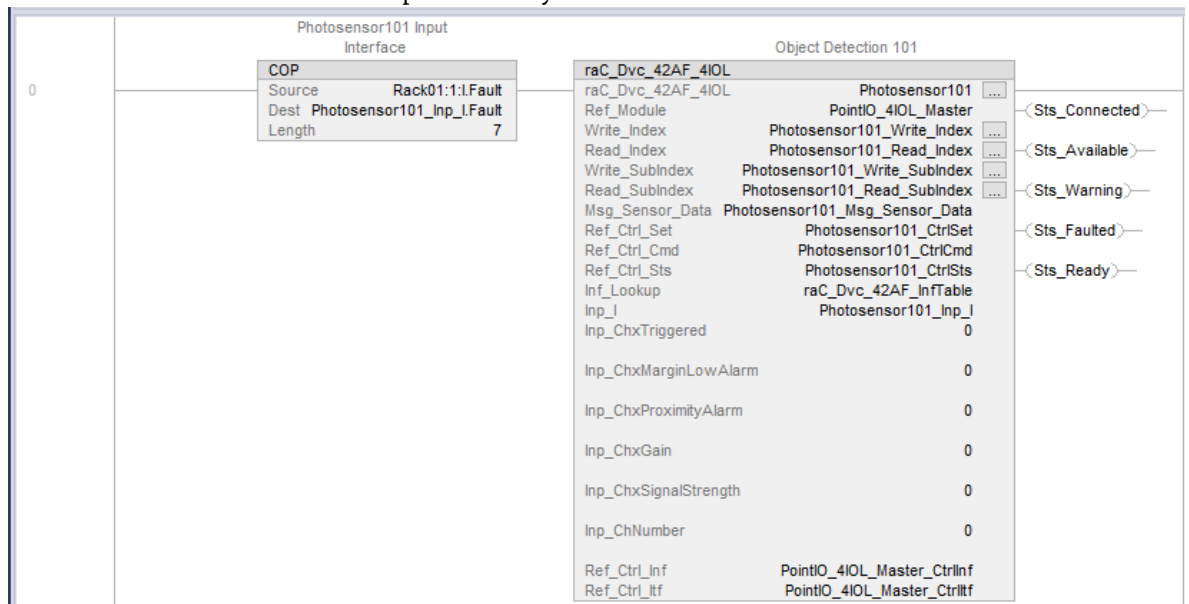 Photosensor101 Input
Interface
Object Detection 101
0
COP
Source Rack01:1:I.Fault
Dest Photosensor101_Inp_I.Fault
Length 7
raC_Dvc_42AF_4IOL
raC_Dvc_42AF_4IOL Photosensor101 ...
Ref_Module PointIO_4IOL_Master
Write_Index Photosensor101_Write_Index ...
Read_Index Photosensor101_Read_Index ...
Write_SubIndex Photosensor101_Write_SubIndex ...
Read_SubIndex Photosensor101_Read_SubIndex ...
Msg_Sensor_Data Photosensor101_Msg_Sensor_Data
Ref_Ctrl_Set Photosensor101_CtrlSet
Ref_Ctrl_Cmd Photosensor101_CtrlCmd
Ref_Ctrl_Sts Photosensor101_CtrlSts
Inf_Lookup raC_Dvc_42AF_InfTable
Inp_I Photosensor101_Inp_I
Inp_ChxTriggered 0
Inp_ChxMarginLowAlarm 0
Inp_ChxProximityAlarm 0
Inp_ChxGain 0
Inp_ChxSignalStrength 0
Inp_ChNumber 0
Ref_Ctrl_Inf PointIO_4IOL_Master_CtrlInf
Ref_Ctrl_Itf PointIO_4IOL_Master_CtrlItf
Sts_Connected
Sts_Available
Sts_Warning
Sts_Faulted
Sts_Ready